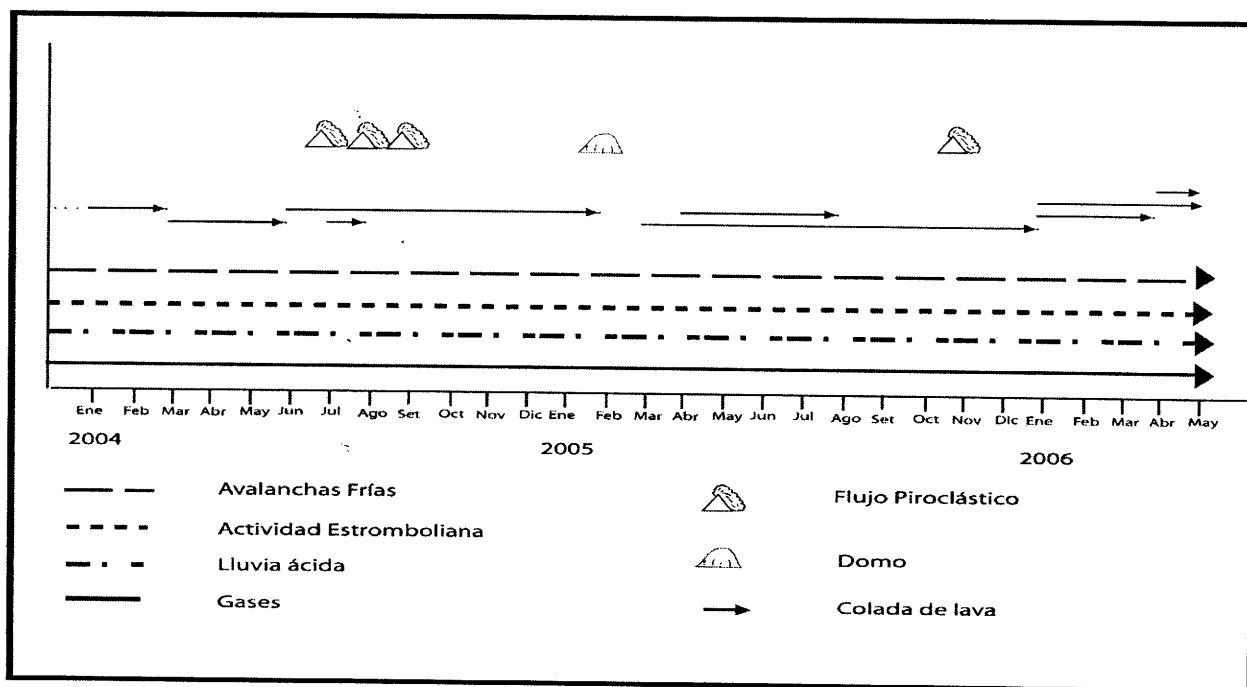 Ene Feb Mar Abr May Jun Jul Ago Set Oct Nov Dic Ene Feb Mar Abr May Jun Jul Ago Set Oct Nov Dic Ene Feb Mar Abr May
2004 2005 2006
Avalanchas Frías
Actividad Estromboliana
Lluvia ácida
Gases
Flujo Piroclástico
Domo
Colada de lava